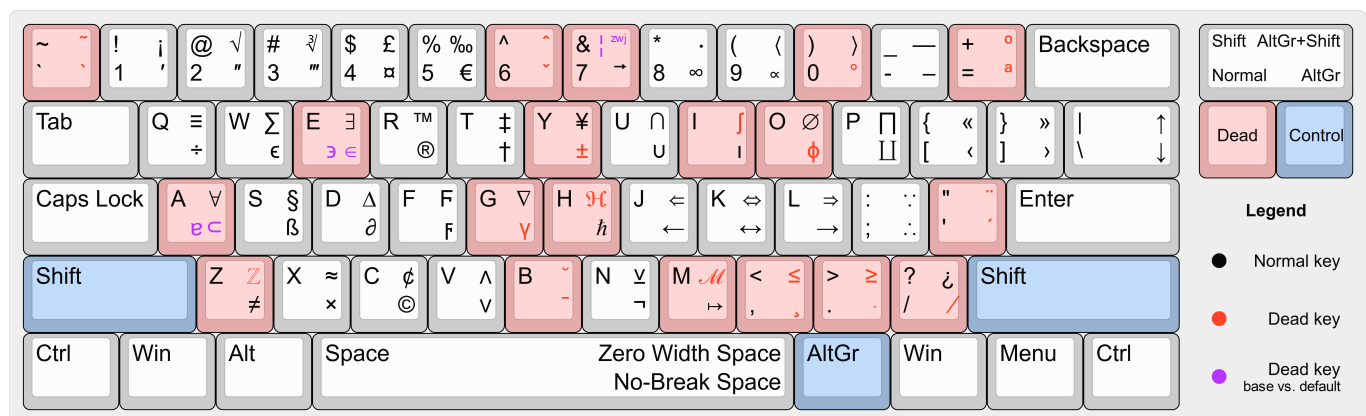 ~ ˜ ! ¡ @ √ # ∛ $ £ % ‰ ^ ˆ & ¦ zwj * · ( ⟨ ) ⟩ _ — + º Backspace
` ` 1 ′ 2 ″ 3 ‴ 4 ¤ 5 € 6 ˇ 7 → 8 ∞ 9 ∝ 0 ° - – = ª
Tab Q ≡ W ∑ E ∃ R ™ T ‡ Y ¥ U ∩ I ∫ O ∅ P ∏ { « } » | ↑
÷ ϵ ϶ ∈ ® † ± ∪ ı ɸ ∐ [ ‹ ] › \ ↓
Caps Lock A ∀ S § D ∆ F Ϝ G ∇ H ℋ J ⇐ K ⇔ L ⇒ : ∵ " ¨ Enter
ɐ ⊃ ß ∂ ϝ γ ℏ ← ↔ → ; ∴ ' ´
Shift Z ℤ X ≈ C ¢ V ∧ B ˘ N ⊻ M ℳ < ≤ > ≥ ? ¿ Shift
≠ × © ∨ ¯ ¬ ↦ , ¸ . ˙ / ̸
Ctrl Win Alt Space Zero Width Space AltGr Win Menu Ctrl
No-Break Space
Shift AltGr+Shift
Normal AltGr
Dead Control
Legend
Normal key
Dead key
Dead key
base vs. default